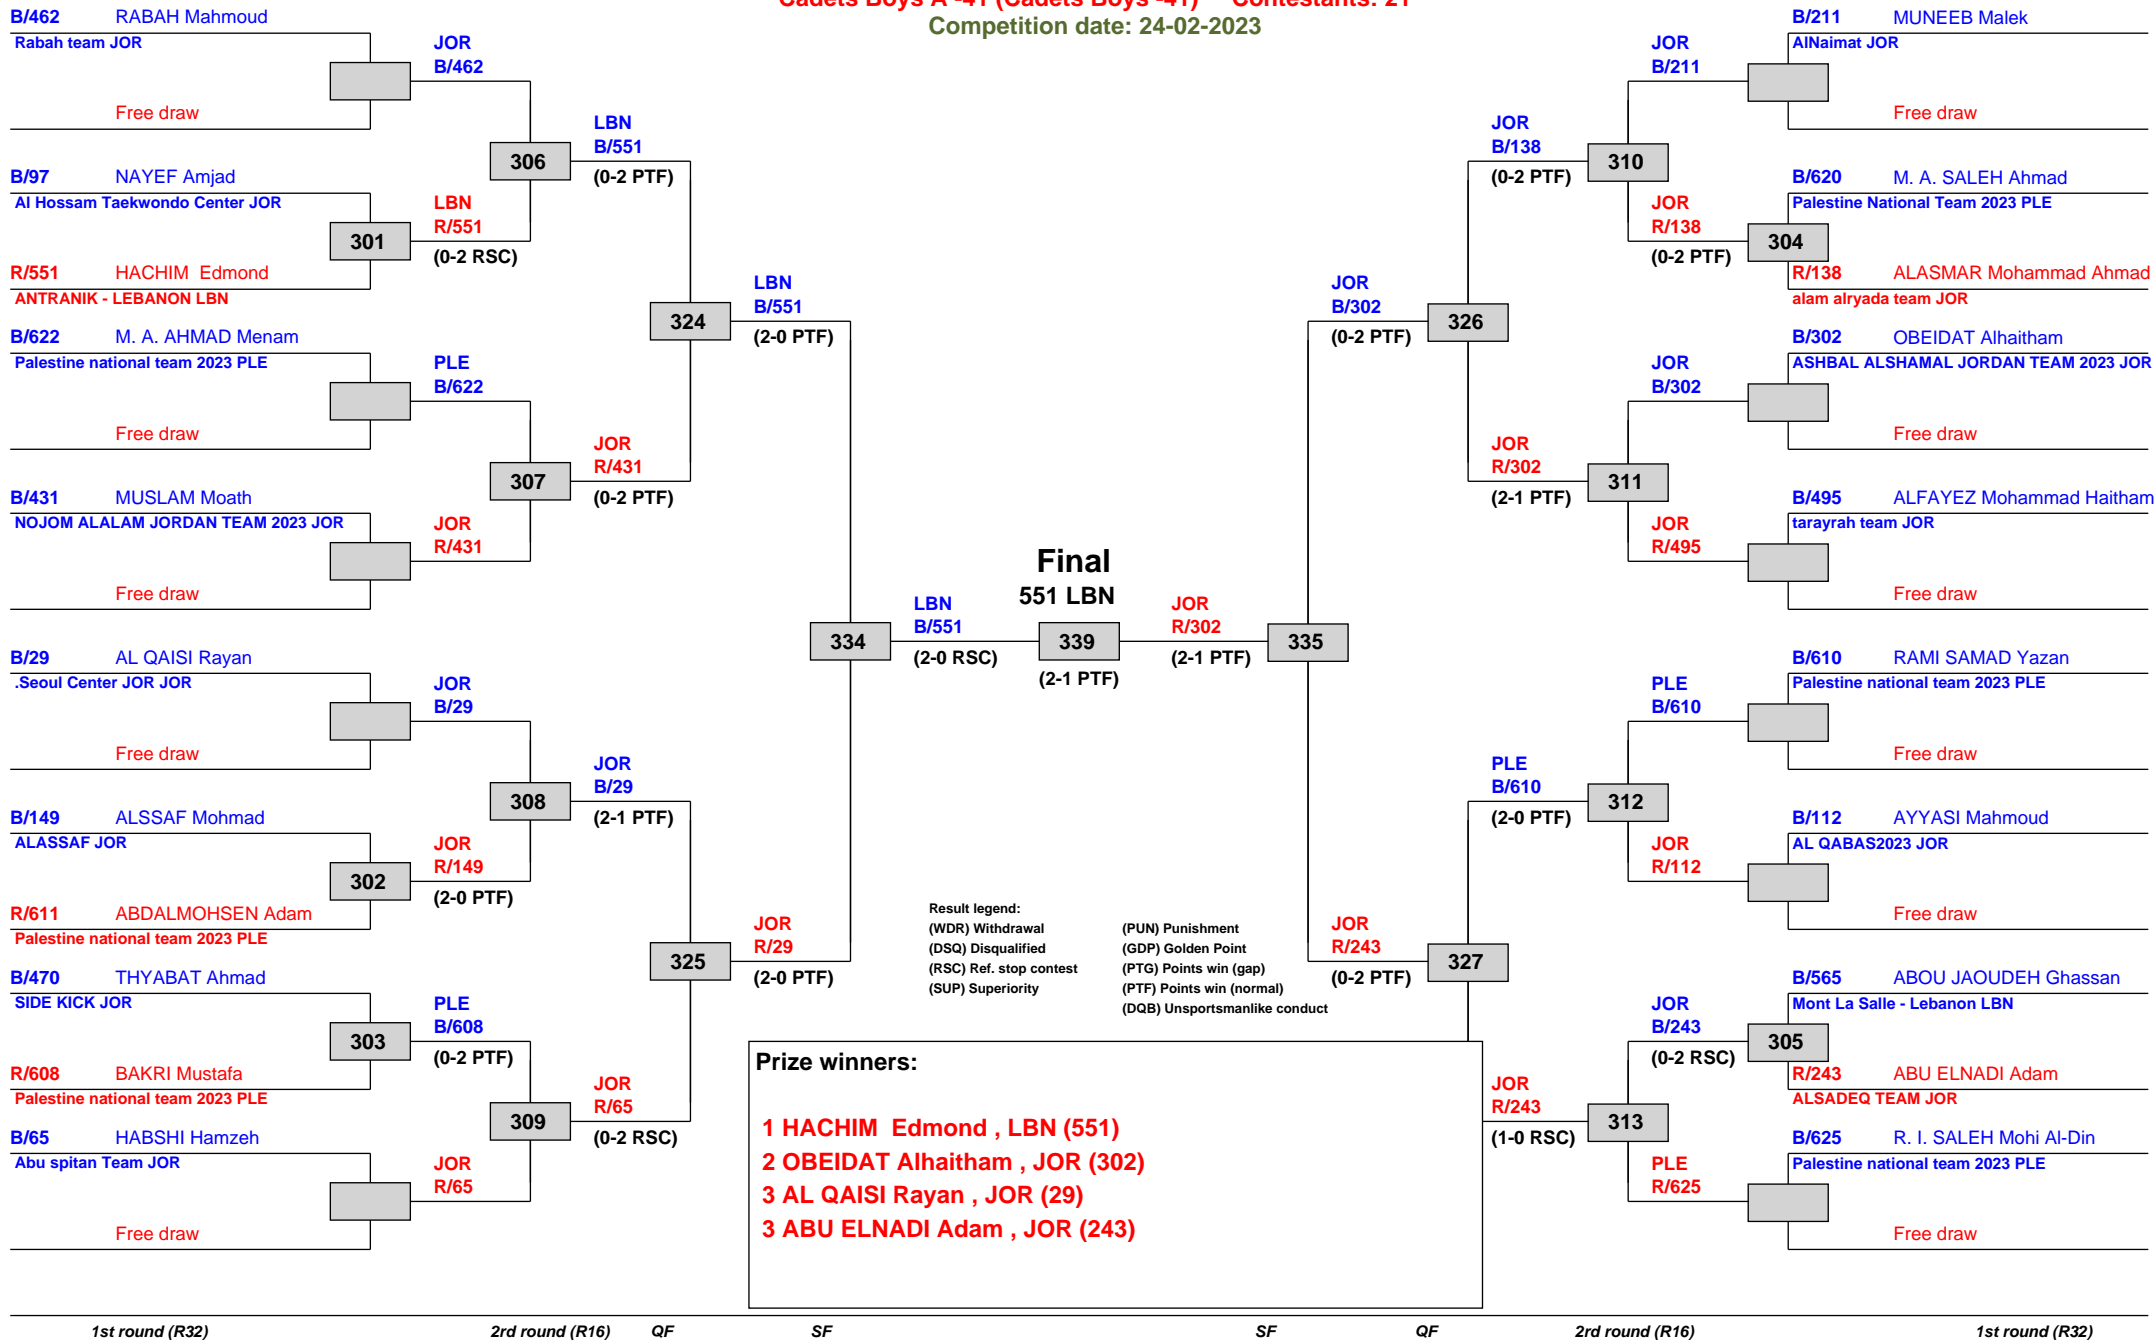 Cadets Boys A -41 (Cadets Boys -41) Contestants: 21
Competition date: 24-02-2023
B/462 RABAH Mahmoud
Rabah team JOR
Free draw
B/97 NAYEF Amjad
Al Hossam Taekwondo Center JOR
301
R/551 HACHIM Edmond
ANTRANIK - LEBANON LBN
B/622 M. A. AHMAD Menam
Palestine national team 2023 PLE
Free draw
B/431 MUSLAM Moath
NOJOM ALALAM JORDAN TEAM 2023 JOR
Free draw
B/29 AL QAISI Rayan
.Seoul Center JOR JOR
Free draw
B/149 ALSSAF Mohmad
ALASSAF JOR
302
R/611 ABDALMOHSEN Adam
Palestine national team 2023 PLE
B/470 THYABAT Ahmad
SIDE KICK JOR
303
R/608 BAKRI Mustafa
Palestine national team 2023 PLE
B/65 HABSHI Hamzeh
Abu spitan Team JOR
Free draw
JOR
B/462
306
LBN
R/551
(0-2 RSC)
PLE
B/622
307
JOR
R/431
JOR
B/29
308
JOR
R/149
(2-0 PTF)
PLE
B/608
(0-2 PTF)
309
JOR
R/65
LBN
B/551
(0-2 PTF)
324
JOR
R/431
(0-2 PTF)
JOR
B/29
(2-1 PTF)
325
JOR
R/65
(0-2 RSC)
LBN
B/551
(2-0 PTF)
334
JOR
R/29
(2-0 PTF)
LBN
B/551
(2-0 RSC)
Final
551 LBN
339
(2-1 PTF)
JOR
R/302
(2-1 PTF)
335
JOR
B/302
(0-2 PTF)
JOR
R/243
(0-2 PTF)
326
327
JOR
B/138
(0-2 PTF)
JOR
R/302
(2-1 PTF)
PLE
B/610
(2-0 PTF)
JOR
R/243
(1-0 RSC)
310
311
312
313
JOR
B/211
JOR
R/138
(0-2 PTF)
JOR
B/302
JOR
R/495
PLE
B/610
JOR
R/112
JOR
B/243
(0-2 RSC)
PLE
R/625
B/211 MUNEEB Malek
AlNaimat JOR
Free draw
B/620 M. A. SALEH Ahmad
Palestine National Team 2023 PLE
304
R/138 ALASMAR Mohammad Ahmad
alam alryada team JOR
B/302 OBEIDAT Alhaitham
ASHBAL ALSHAMAL JORDAN TEAM 2023 JOR
Free draw
B/495 ALFAYEZ Mohammad Haitham
tarayrah team JOR
Free draw
B/610 RAMI SAMAD Yazan
Palestine national team 2023 PLE
Free draw
B/112 AYYASI Mahmoud
AL QABAS2023 JOR
Free draw
B/565 ABOU JAOUDEH Ghassan
Mont La Salle - Lebanon LBN
305
R/243 ABU ELNADI Adam
ALSADEQ TEAM JOR
B/625 R. I. SALEH Mohi Al-Din
Palestine national team 2023 PLE
Free draw
Result legend:
(WDR) Withdrawal (PUN) Punishment
(DSQ) Disqualified (GDP) Golden Point
(RSC) Ref. stop contest (PTG) Points win (gap)
(SUP) Superiority (PTF) Points win (normal)
(DQB) Unsportsmanlike conduct
Prize winners:
1 HACHIM Edmond , LBN (551)
2 OBEIDAT Alhaitham , JOR (302)
3 AL QAISI Rayan , JOR (29)
3 ABU ELNADI Adam , JOR (243)
1st round (R32) 2rd round (R16) QF SF SF QF 2rd round (R16) 1st round (R32)